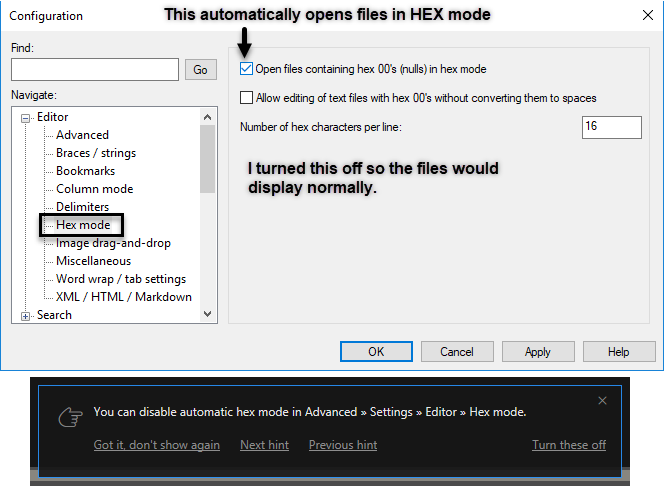 Configuration
This automatically opens files in HEX mode
Find:
Go
Navigate:
Editor
Advanced
Braces / strings
Bookmarks
Column mode
Delimiters
Hex mode
Image drag-and-drop
Miscellaneous
Word wrap / tab settings
XML / HTML / Markdown
Search
Open files containing hex 00's (nulls) in hex mode
Allow editing of text files with hex 00's without converting them to spaces
Number of hex characters per line:
16
I turned this off so the files would
display normally.
OK
Cancel
Apply
Help
You can disable automatic hex mode in Advanced » Settings » Editor » Hex mode.
Got it, don't show again
Next hint
Previous hint
Turn these off